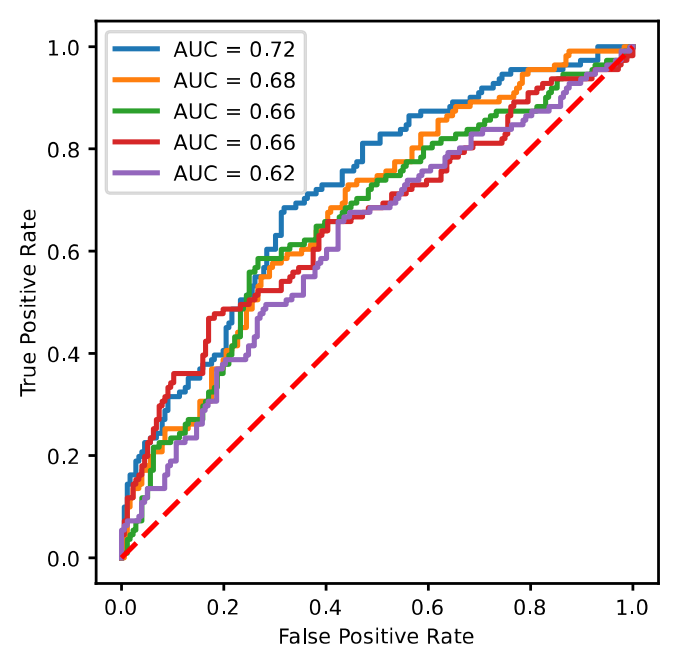 AUC = 0.72
AUC = 0.68
AUC = 0.66
AUC = 0.66
AUC = 0.62
True Positive Rate
1.0
0.8
0.6
0.4
0.2
0.0
0.0 0.2 0.4 0.6 0.8 1.0
False Positive Rate